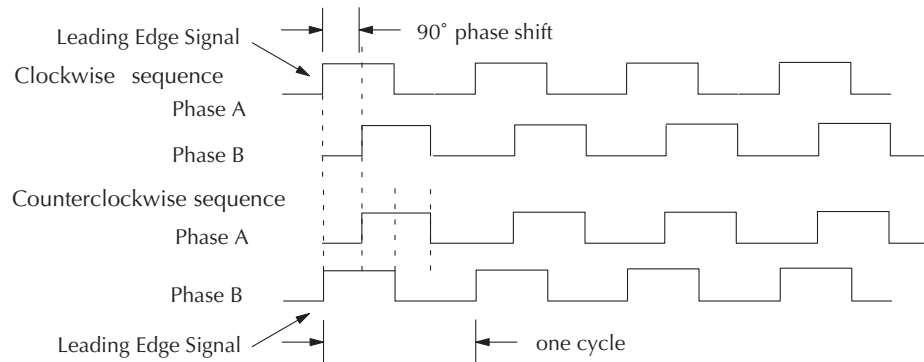 Leading Edge Signal
90˚ phase shift
Clockwise sequence
Phase A
Phase B
Counterclockwise sequence
Phase A
Phase B
Leading Edge Signal
one cycle